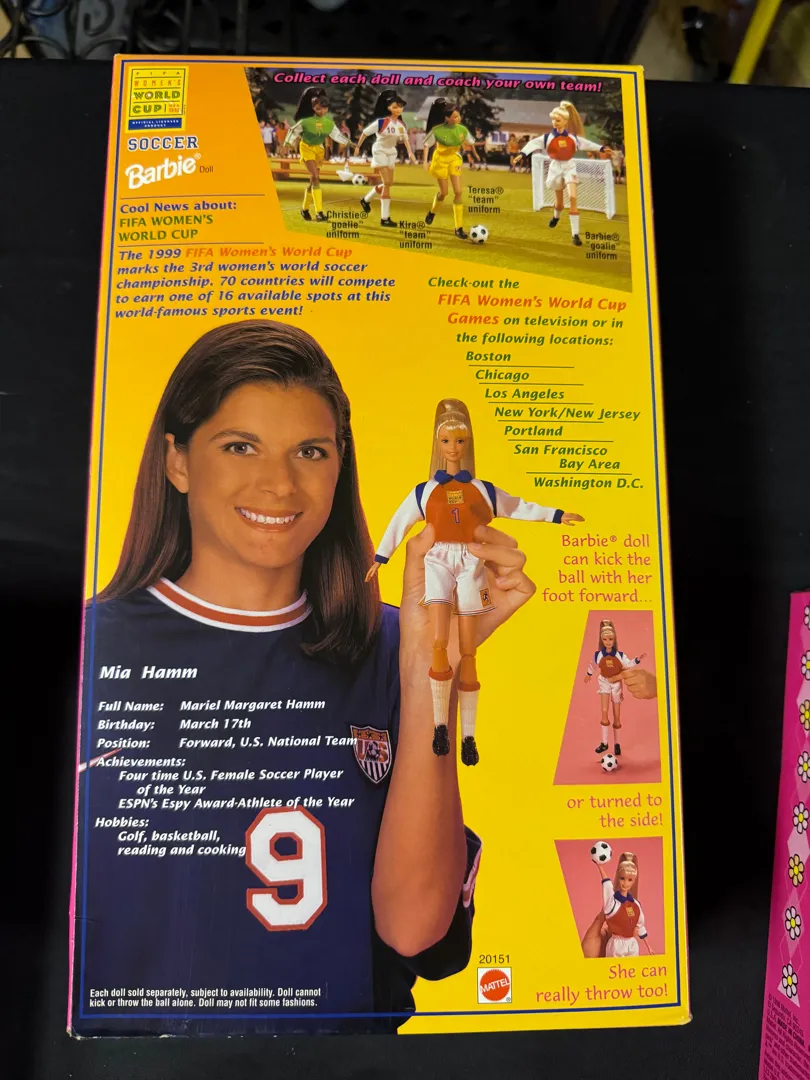 FIFA
WOMEN'S
WORLD
CUP
OFFICIAL LICENSED
PRODUCT
SOCCER
Barbie® Doll
Collect each doll and coach your own team!
10
Christie®
"goalie"
uniform
Kira®
"team"
uniform
Teresa®
"team"
uniform
Barbie®
"goalie"
uniform
Cool News about:
FIFA WOMEN'S
WORLD CUP
The 1999 FIFA Women's World Cup
marks the 3rd women's world soccer
championship. 70 countries will compete
to earn one of 16 available spots at this
world-famous sports event!
Check-out the
FIFA Women's World Cup
Games on television or in
the following locations:
Boston
Chicago
Los Angeles
New York/New Jersey
Portland
San Francisco
Bay Area
Washington D.C.
1
Barbie® doll
can kick the
ball with her
foot forward...
or turned to
the side!
She can
really throw too!
Mia Hamm
Full Name: Mariel Margaret Hamm
Birthday: March 17th
Position: Forward, U.S. National Team
Achievements:
Four time U.S. Female Soccer Player
of the Year
ESPN's Espy Award-Athlete of the Year
Hobbies:
Golf, basketball,
reading and cooking
US
9
Each doll sold separately, subject to availability. Doll cannot
kick or throw the ball alone. Doll may not fit some fashions.
20151
MATTEL®